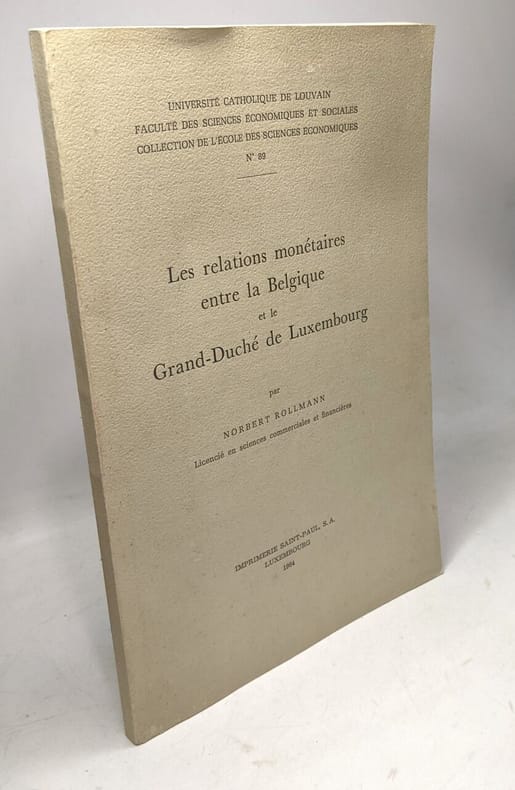 UNIVERSITÉ CATHOLIQUE DE LOUVAIN
FACULTÉ DES SCIENCES ÉCONOMIQUES ET SOCIALES
COLLECTION DE L'ÉCOLE DES SCIENCES ÉCONOMIQUES
N° 89
Les relations monétaires
entre la Belgique
et le
Grand-Duché de Luxembourg
par
NORBERT ROLLMANN
Licencié en sciences commerciales et financières
IMPRIMERIE SAINT-PAUL, S. A.
LUXEMBOURG
1964